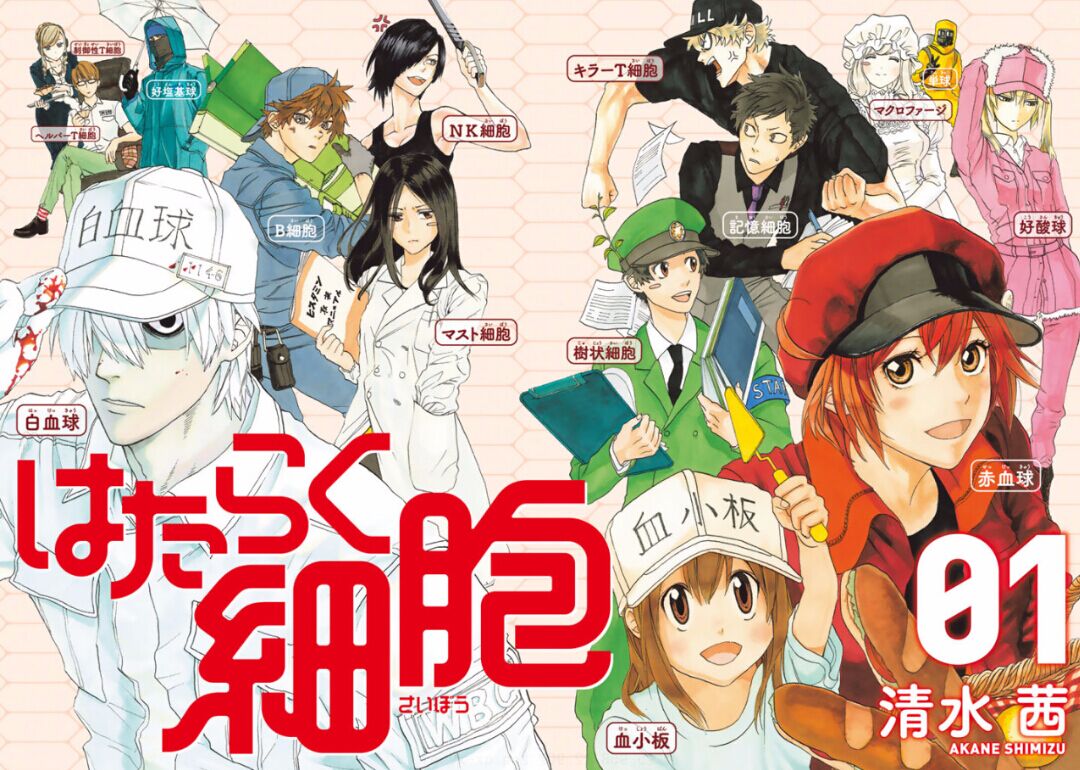 制御性T細胞
好塩基球
ヘルパーT細胞
NK細胞
B細胞
マスト細胞
白血球
白血球
キラーT細胞
ILL
単球
マクロファージ
記憶細胞
好酸球
樹状細胞
STA
赤血球
血小板
血小板
はたらく
細胞
さいぼう
01
清水 茜
AKANE SHIMIZU